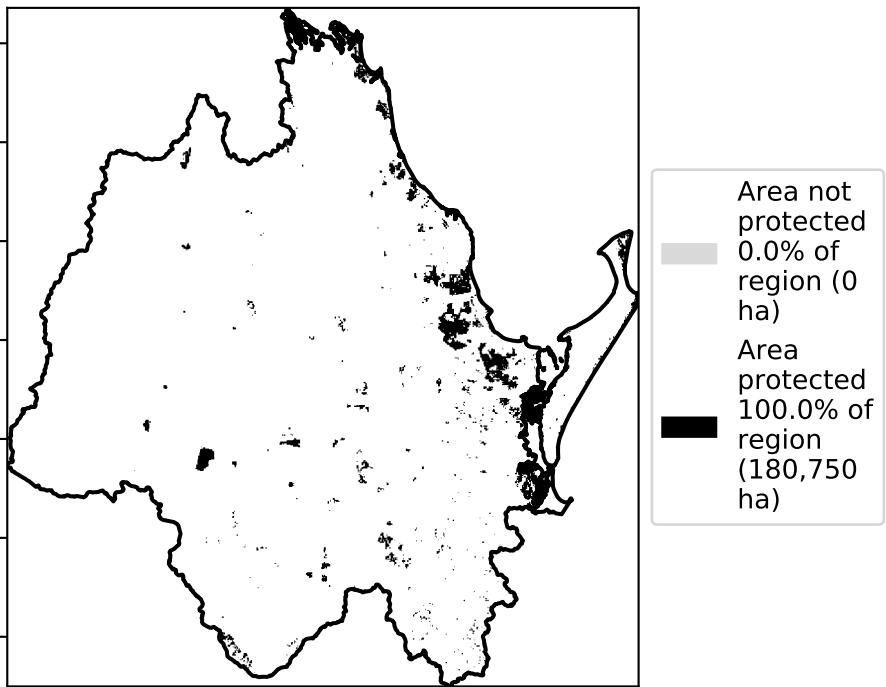 Area not
protected
0.0% of
region (0
ha)
Area
protected
100.0% of
region
(180,750
ha)